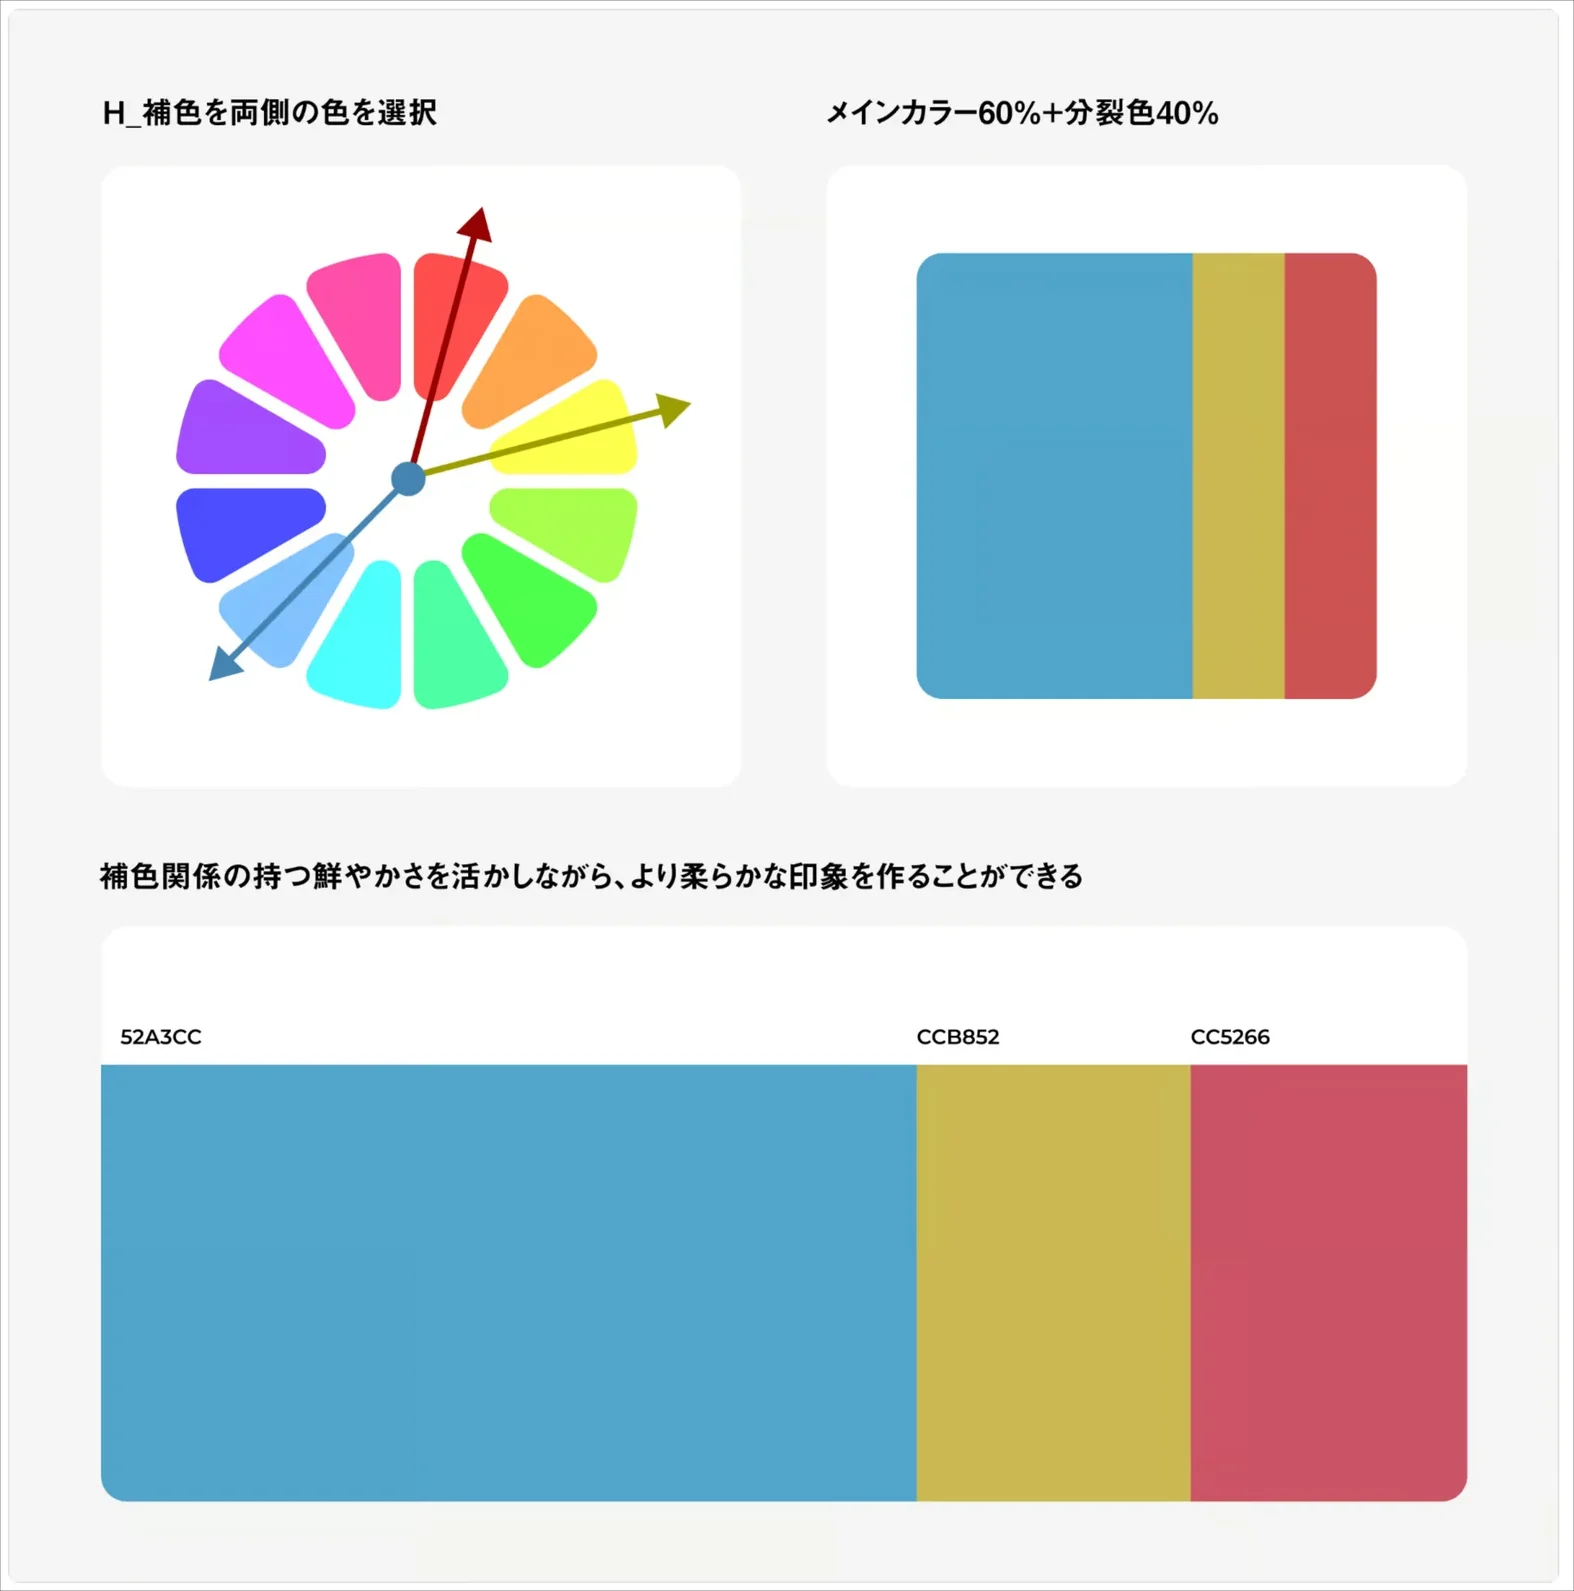 H_補色を両側の色を選択
メインカラー60%+分裂色40%
補色関係の持つ鮮やかさを活かしながら、より柔らかな印象を作ることができる
52A3CC
CCB852
CC5266